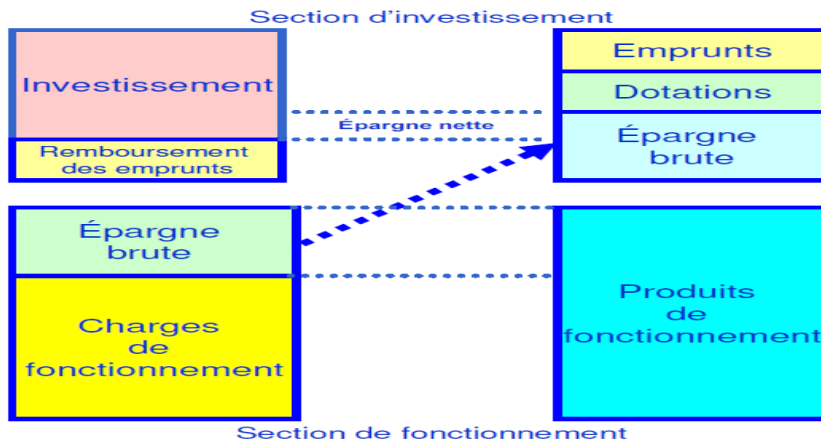 Section d'investissement
Investissement
Remboursement
des emprunts
Épargne nette
Emprunts
Dotations
Épargne
brute
Épargne
brute
Charges
de
fonctionnement
Produits
de
fonctionnement
Section de fonctionnement